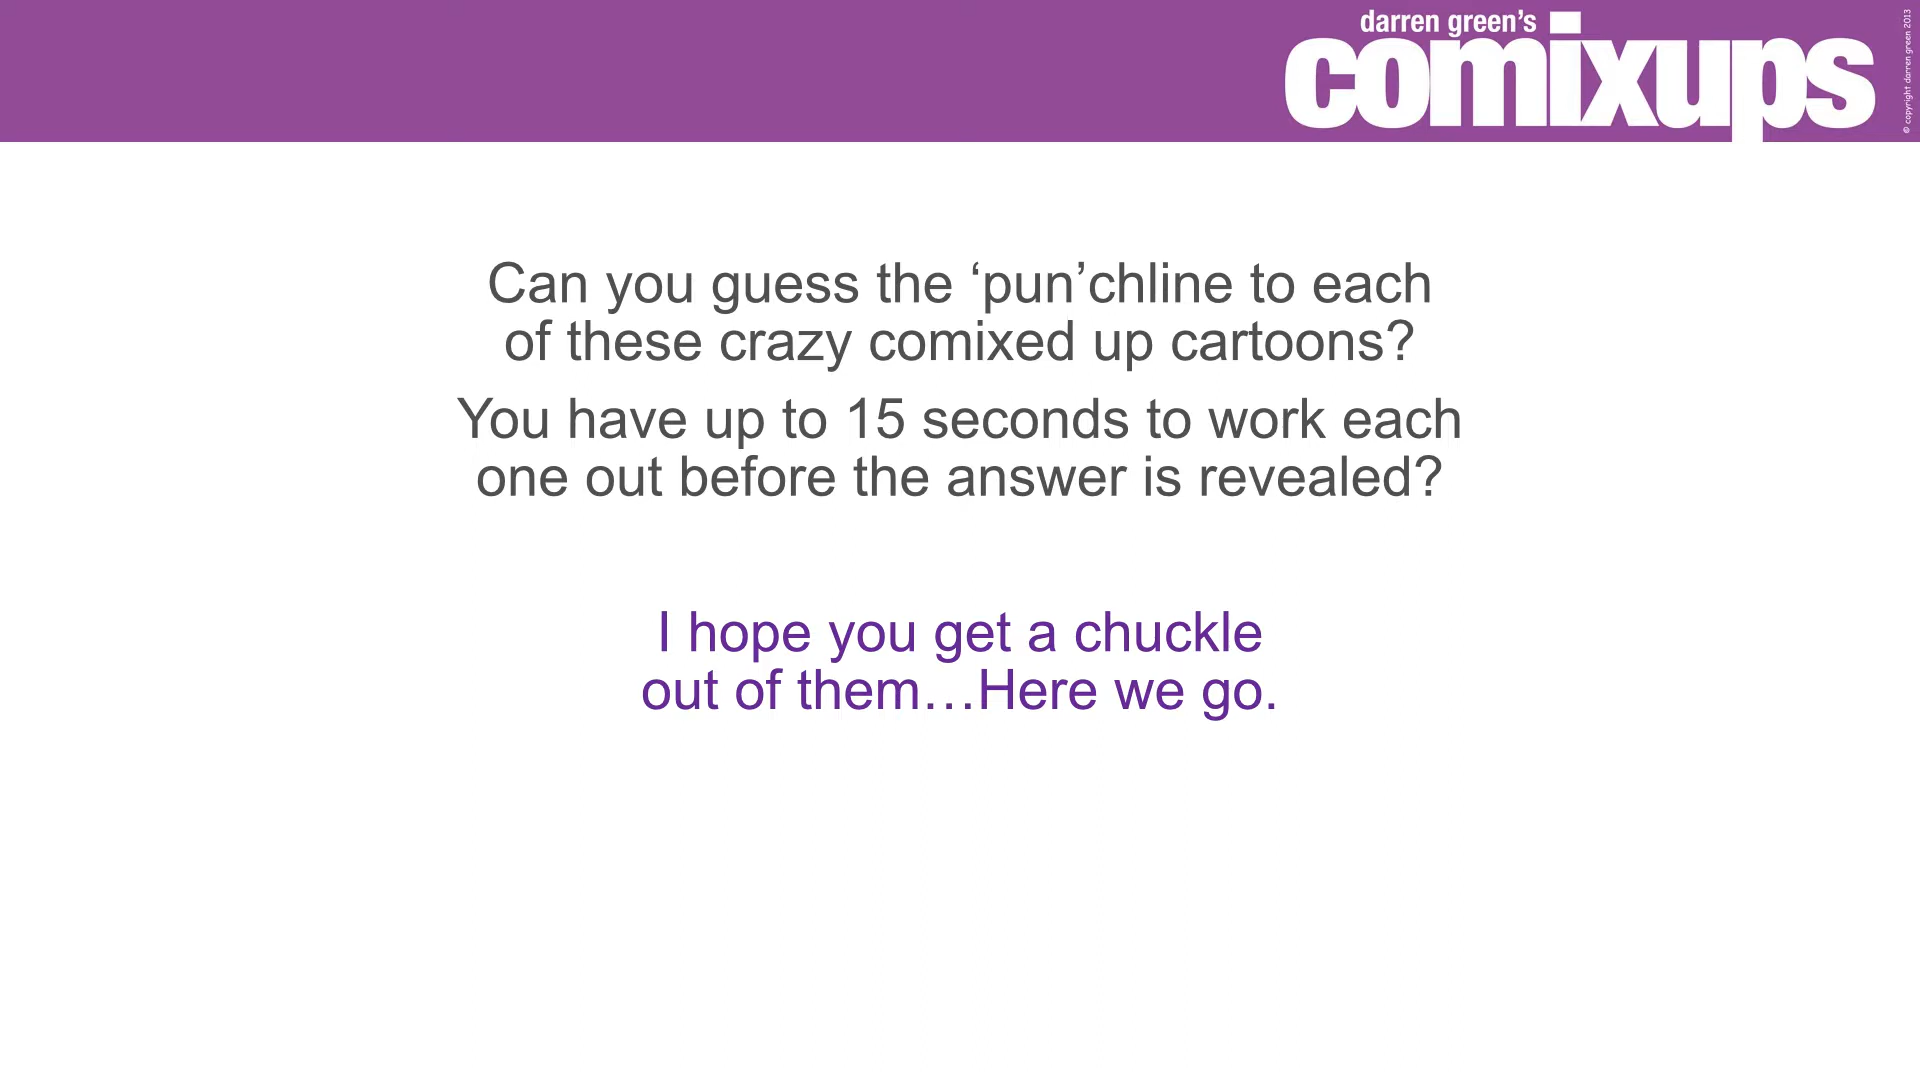 darren green’s
comixups
© copyright darren green 2013
Can you guess the ‘pun’chline to each
of these crazy comixed up cartoons?
You have up to 15 seconds to work each
one out before the answer is revealed?
I hope you get a chuckle
out of them…Here we go.